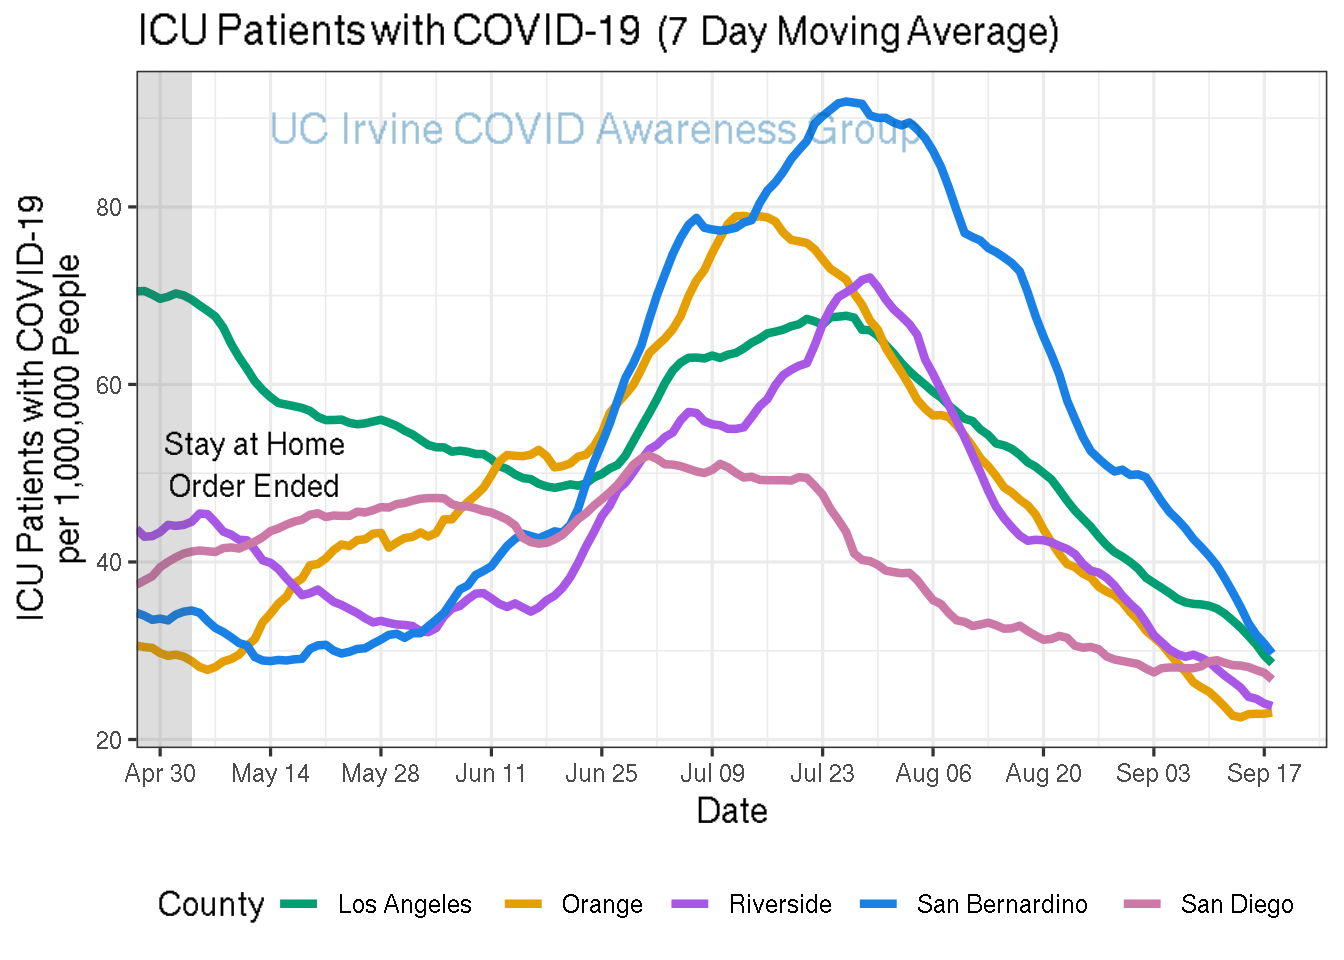 ICU Patients with COVID-19 (7 Day Moving Average)
UC Irvine COVID Awareness Group
ICU Patients with COVID-19
per 1,000,000 People
80
60
40
20
Stay at Home
Order Ended
Apr 30 May 14 May 28 Jun 11 Jun 25 Jul 09 Jul 23 Aug 06 Aug 20 Sep 03 Sep 17
Date
County Los Angeles Orange Riverside San Bernardino San Diego